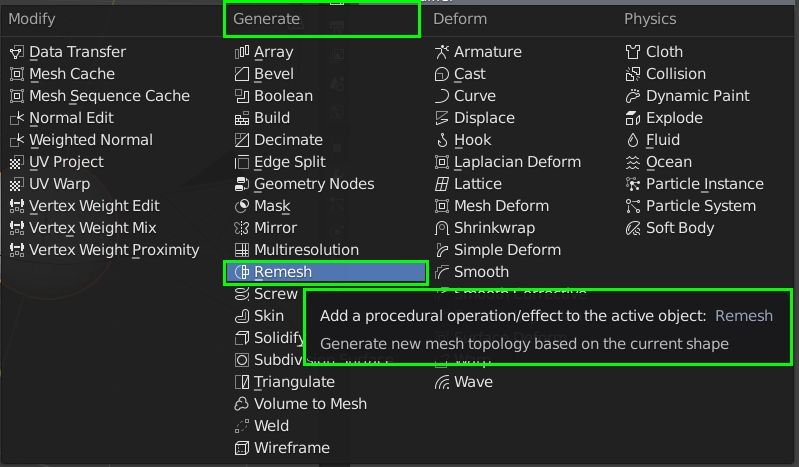 Modify
Data Transfer
Mesh Cache
Mesh Sequence Cache
Normal Edit
Weighted Normal
UV Project
UV Warp
Vertex Weight Edit
Vertex Weight Mix
Vertex Weight Proximity
Generate
Array
Bevel
Boolean
Build
Decimate
Edge Split
Geometry Nodes
Mask
Mirror
Multiresolution
Remesh
Screw
Skin
Solidify
Subdivision Surface
Triangulate
Volume to Mesh
Weld
Wireframe
Deform
Armature
Cast
Curve
Displace
Hook
Laplacian Deform
Lattice
Mesh Deform
Shrinkwrap
Simple Deform
Smooth
Smooth Corrective
Surface Deform
Warp
Wave
Physics
Cloth
Collision
Dynamic Paint
Explode
Fluid
Ocean
Particle Instance
Particle System
Soft Body
Add a procedural operation/effect to the active object: Remesh
Generate new mesh topology based on the current shape